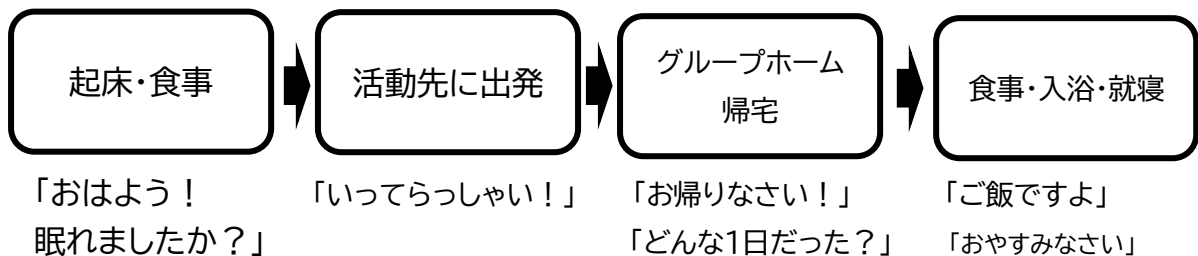 起床・食事
活動先に出発
グループホーム
帰宅
食事・入浴・就寝
「おはよう！
眠れましたか？」
「いってらっしゃい！」
「お帰りなさい！」
「どんな1日だった？」
「ご飯ですよ」
「おやすみなさい」